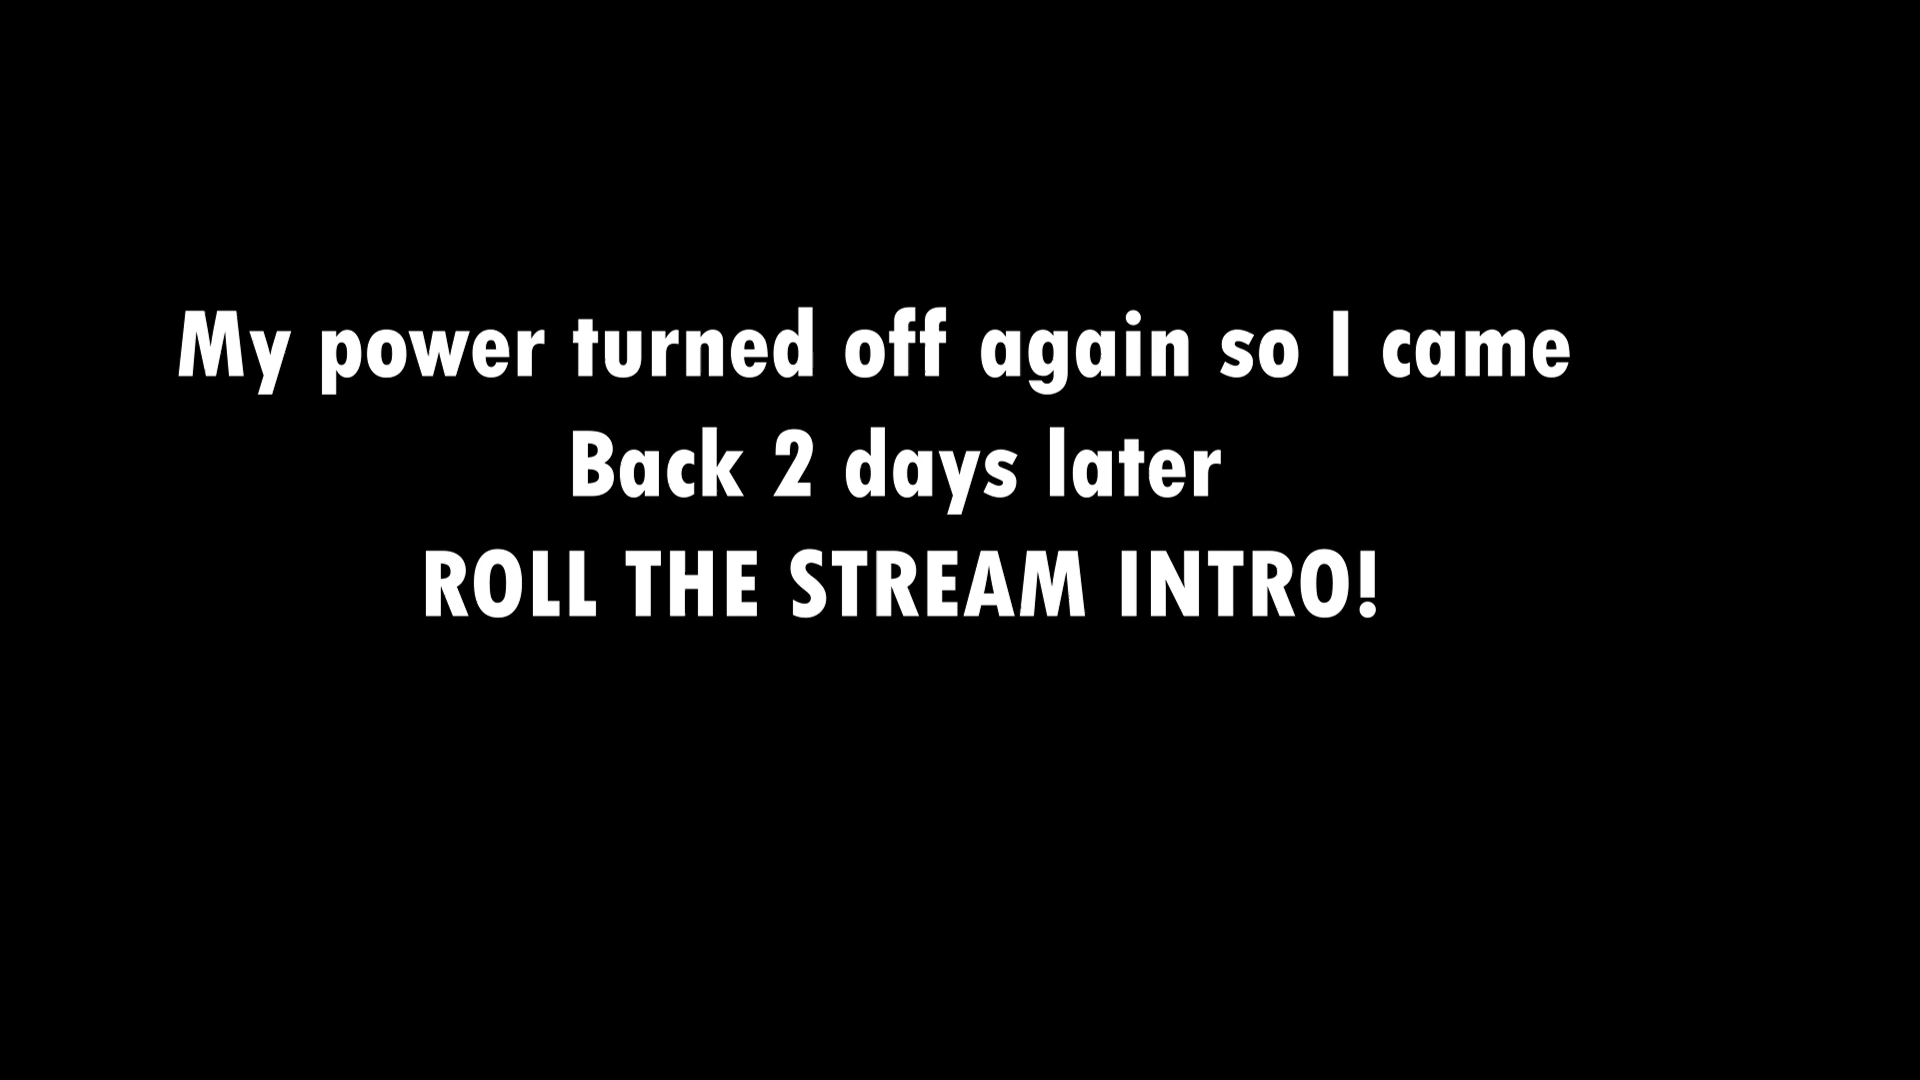 My power turned off again so I came
Back 2 days later
ROLL THE STREAM INTRO!